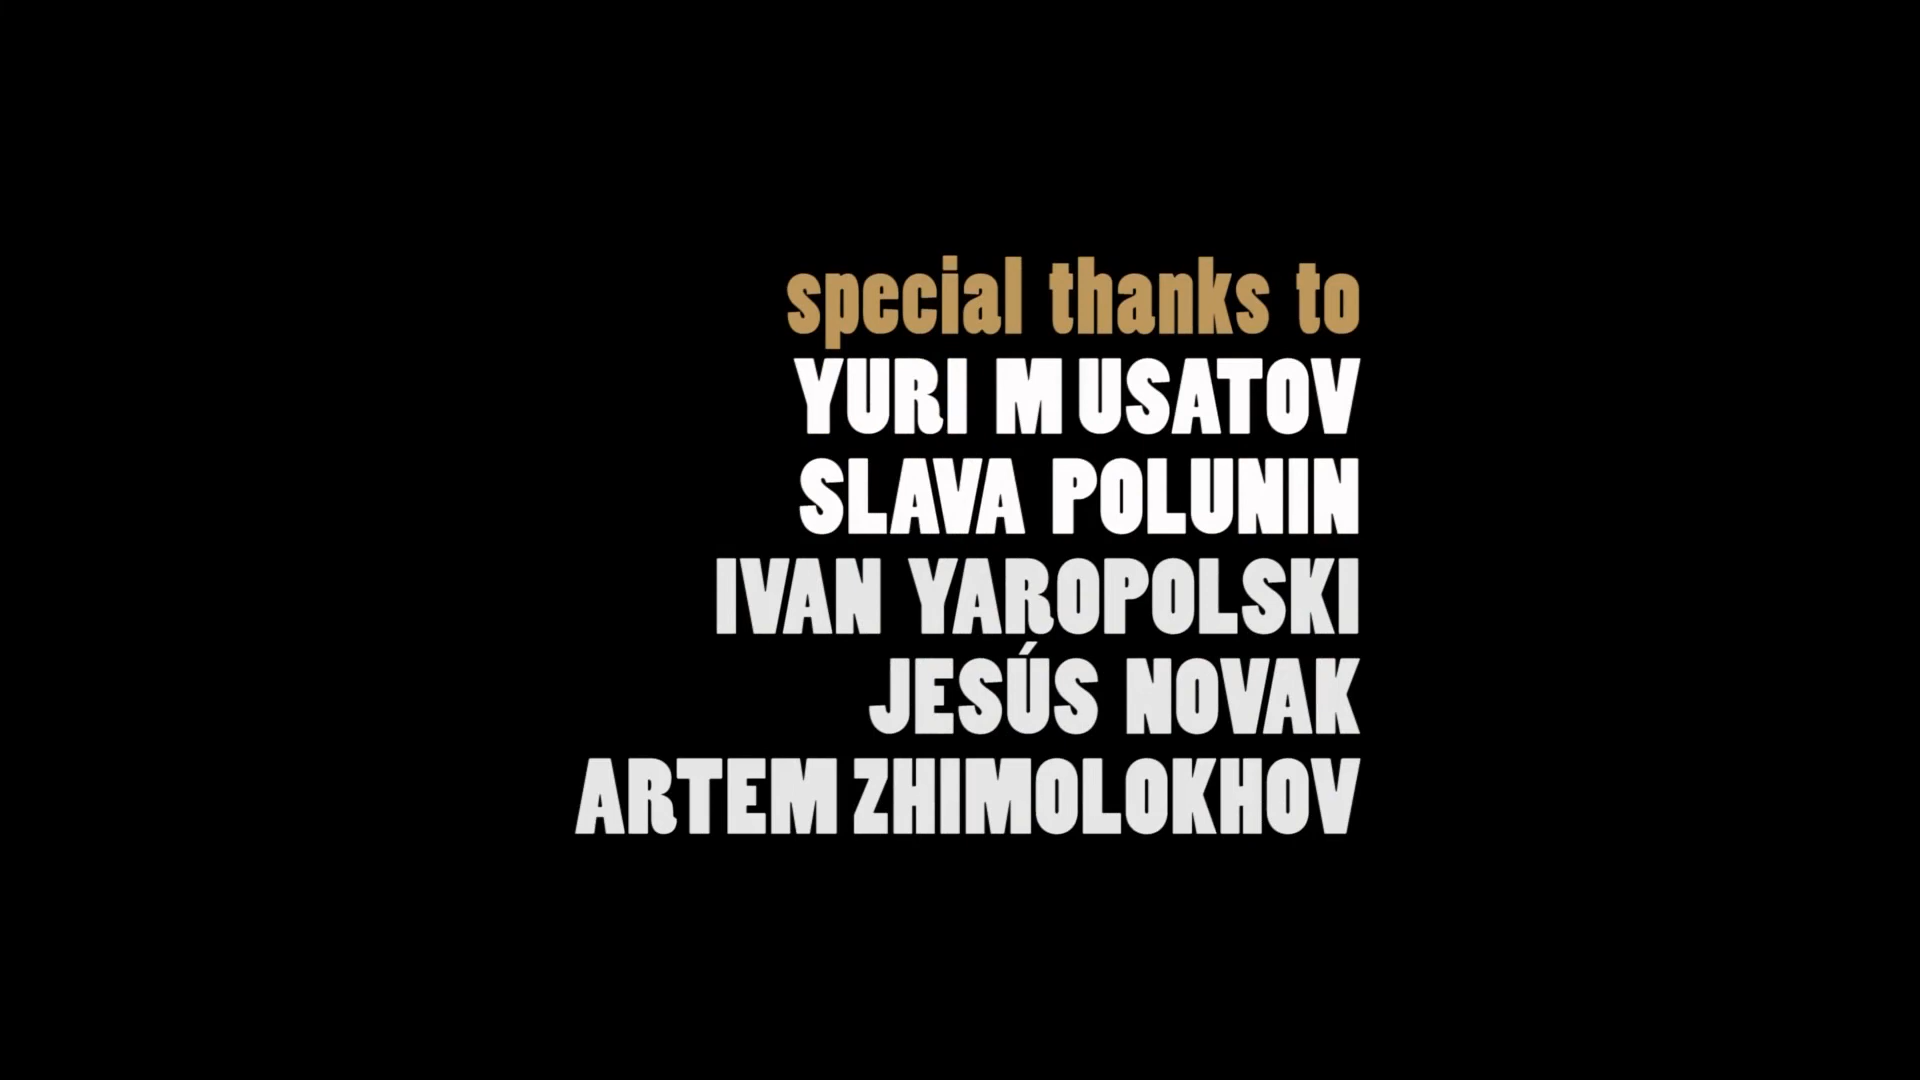 special thanks to
YURI MUSATOV
SLAVA POLUNIN
IVAN YAROPOLSKI
JESÚS NOVAK
ARTEM ZHIMOLOKHOV